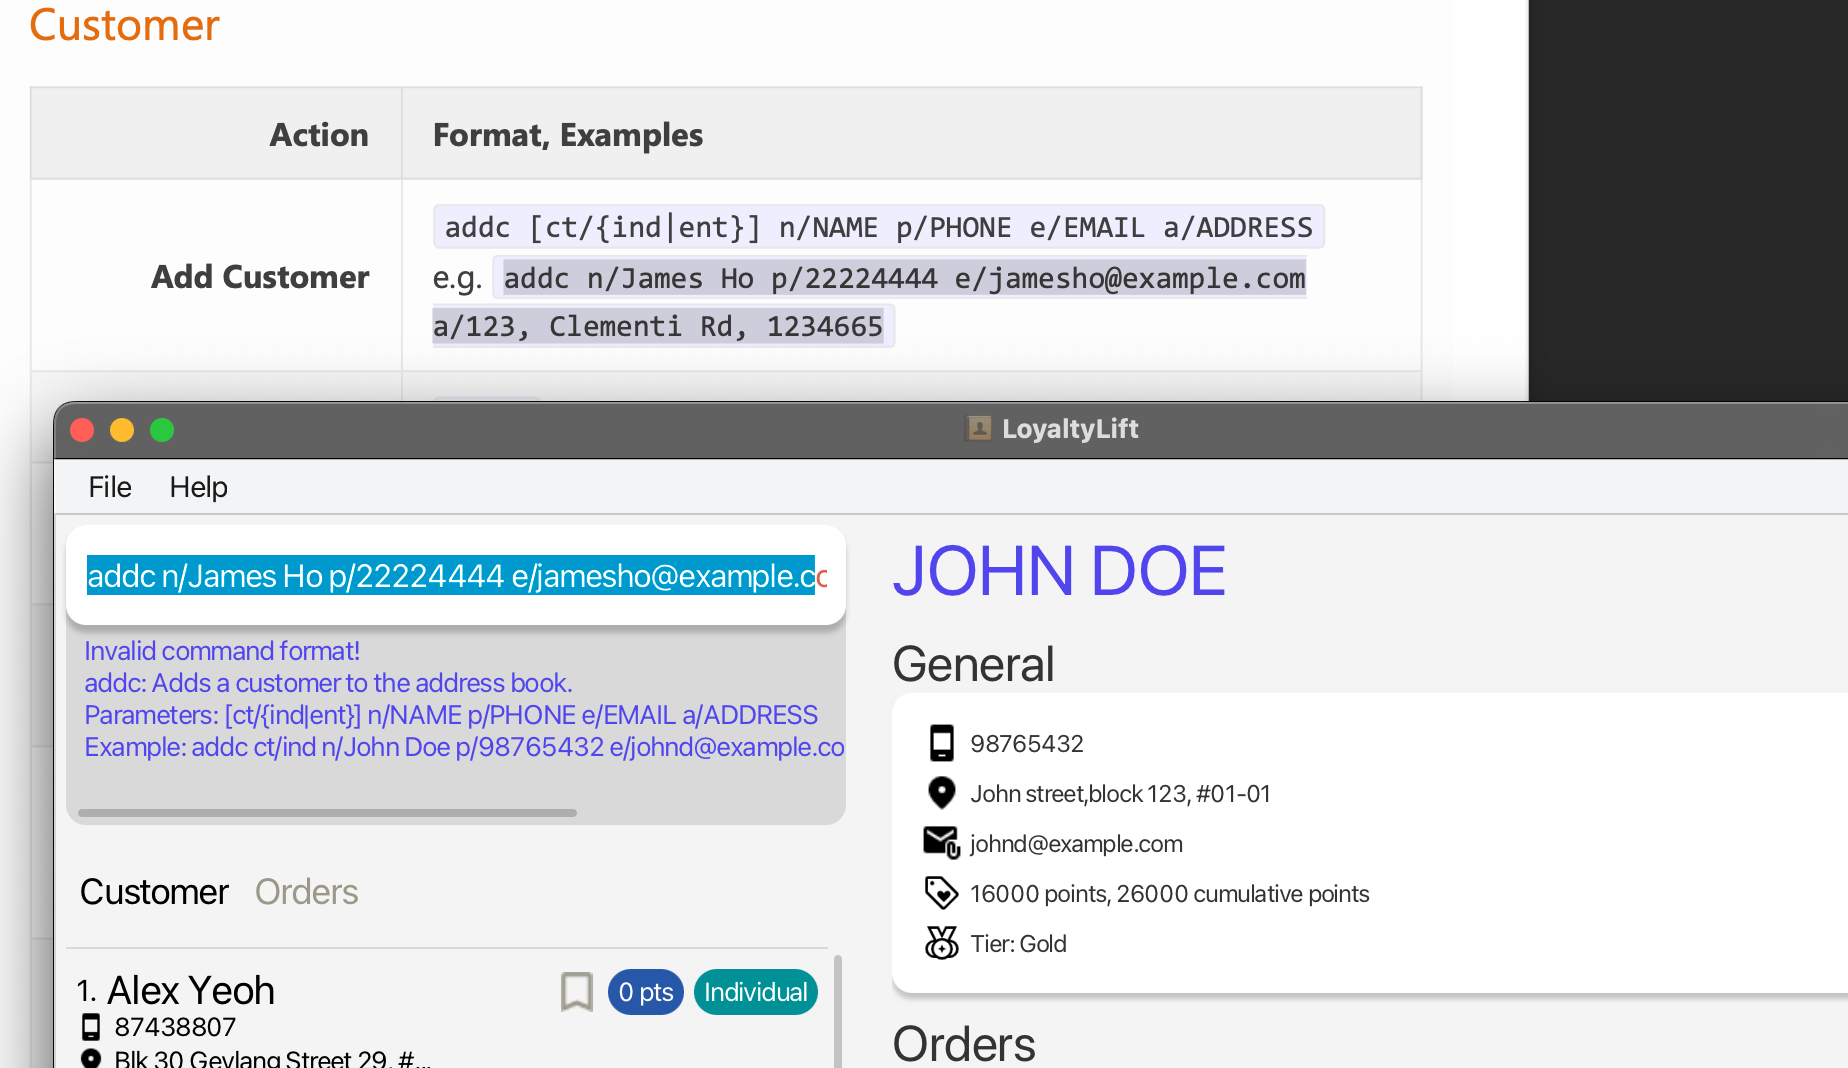 Customer
Action Format, Examples
Add Customer
addc [ct/{ind|ent}] n/NAME p/PHONE e/EMAIL a/ADDRESS
e.g. addc n/James Ho p/22224444 e/jamesho@example.com
a/123, Clementi Rd, 1234665
LoyaltyLift
File Help
addc n/James Ho p/22224444 e/jamesho@example.co
Invalid command format!
addc: Adds a customer to the address book.
Parameters: [ct/{ind|ent}] n/NAME p/PHONE e/EMAIL a/ADDRESS
Example: addc ct/ind n/John Doe p/98765432 e/johnd@example.co
Customer Orders
1. Alex Yeoh 0 pts Individual
87438807
Blk 30 Geylang Street 29, #...
JOHN DOE
General
98765432
John street,block 123, #01-01
johnd@example.com
16000 points, 26000 cumulative points
Tier: Gold
Orders